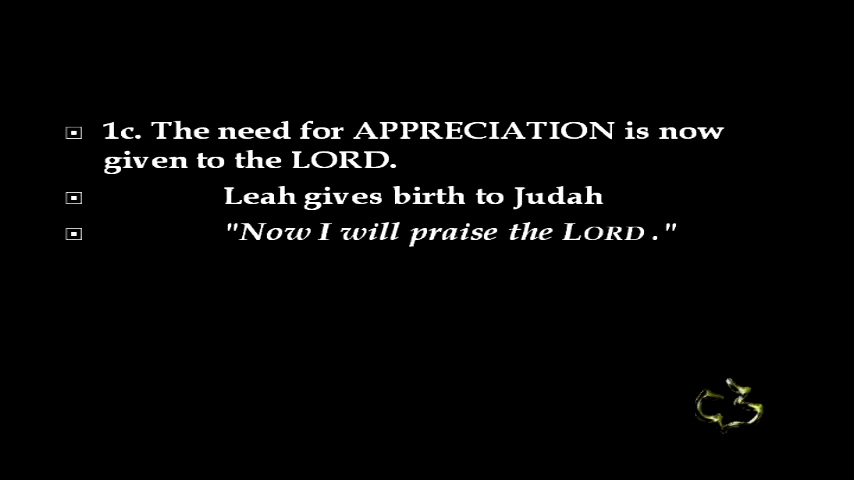 1c. The need for APPRECIATION is now
given to the LORD.
Leah gives birth to Judah
"Now I will praise the LORD ."